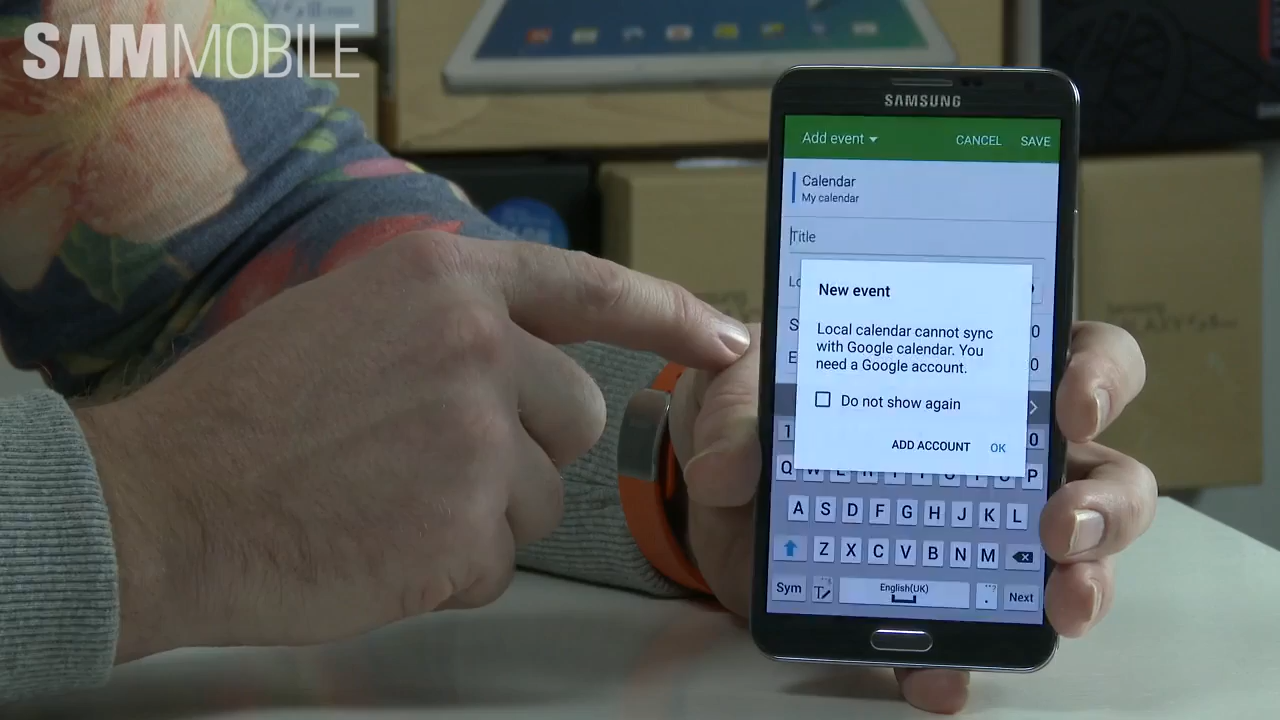 SAMMOBILE
SAMSUNG
Add event
CANCEL
SAVE
Calendar
My calendar
Title
New event
Local calendar cannot sync
with Google calendar. You
need a Google account.
Do not show again
ADD ACCOUNT
OK
A S D F G H J K L
Z X C V B N M
Sym
English(UK)
.
Next